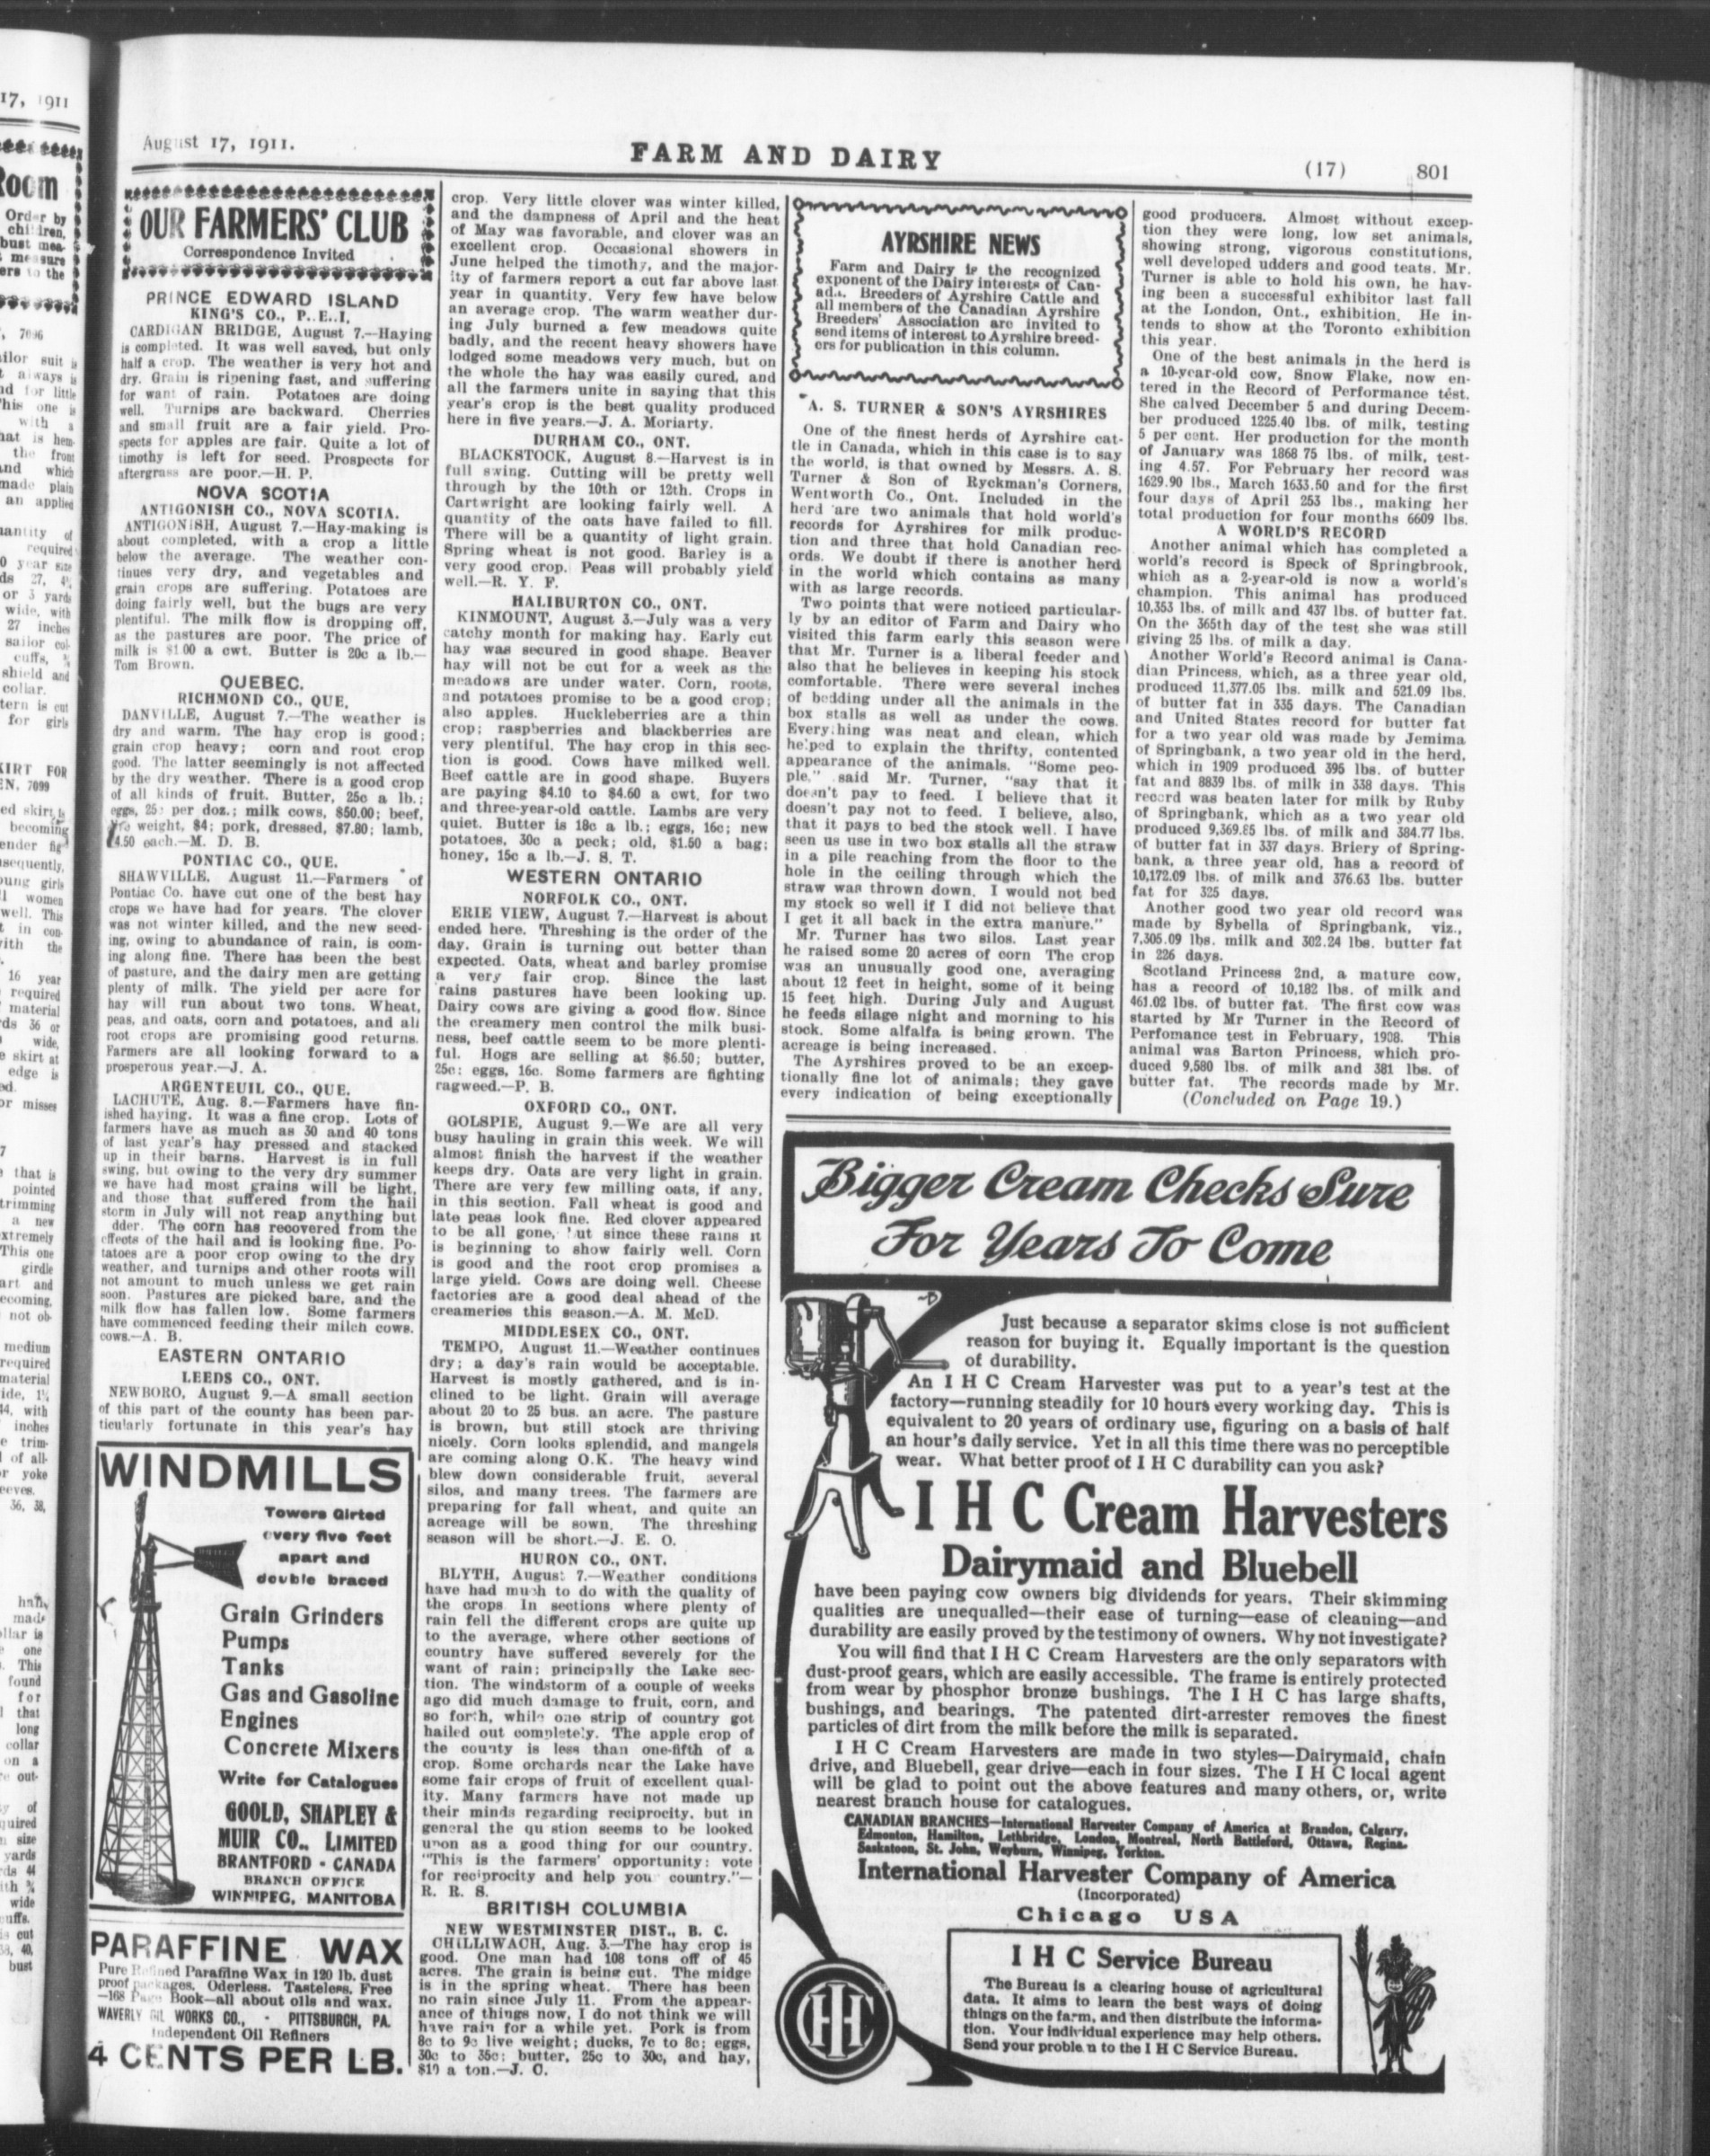 August 17, 1911.
FARM AND DAIRY
(17) 801
OUR FARMERS' CLUB
Correspondence Invited
PRINCE EDWARD ISLAND
KING'S CO., P..E..I,
CARDIGAN BRIDGE, August 7.—Haying
is completed. It was well saved, but only
half a crop. The weather is very hot and
dry. Grain is ripening fast, and suffering
for want of rain. Potatoes are doing
well. Turnips are backward. Cherries
and small fruit are a fair yield. Pro-
spects for apples are fair. Quite a lot of
timothy is left for seed. Prospects for
aftergrass are poor.—H. P.
NOVA SCOTIA
ANTIGONISH CO., NOVA SCOTIA.
ANTIGONISH, August 7.—Hay-making is
about completed, with a crop a little
below the average. The weather con-
tinues very dry, and vegetables and
grain crops are suffering. Potatoes are
doing fairly well, but the bugs are very
plentiful. The milk flow is dropping off,
as the pastures are poor. The price of
milk is $1.00 a cwt. Butter is 20c a lb.—
Tom Brown.
QUEBEC.
RICHMOND CO., QUE,
DANVILLE, August 7.—The weather is
dry and warm. The hay crop is good;
grain crop heavy; corn and root crop
good. The latter seemingly is not affected
by the dry weather. There is a good crop
of all kinds of fruit. Butter, 25c a lb.;
eggs, 25c per doz.; milk cows, $50.00; beef,
weight, $4; pork, dressed, $7.80; lamb,
$4.50 each.—M. D. B.
PONTIAC CO., QUE.
SHAWVILLE, August 11.—Farmers of
Pontiac Co. have cut one of the best hay
crops we have had for years. The clover
was not winter killed, and the new seed-
ing, owing to abundance of rain, is com-
ing along fine. There has been the best
of pasture, and the dairy men are getting
plenty of milk. The yield per acre for
hay will run about two tons. Wheat,
peas, and oats, corn and potatoes, and all
root crops are promising good returns.
Farmers are all looking forward to a
prosperous year.—J. A.
ARGENTEUIL CO., QUE.
LACHUTE, Aug. 8.—Farmers have fin-
ished haying. It was a fine crop. Lots of
farmers have as much as 30 and 40 tons
of last year's hay pressed and stacked
up in their barns. Harvest is in full
swing, but owing to the very dry summer
we have had most grains will be light,
and those that suffered from the hail
storm in July will not reap anything but
dder. The corn has recovered from the
effects of the hail and is looking fine. Po-
tatoes are a poor crop owing to the dry
weather, and turnips and other roots will
not amount to much unless we get rain
soon. Pastures are picked bare, and the
milk flow has fallen low. Some farmers
have commenced feeding their milch cows.
cows.—A. B.
EASTERN ONTARIO
LEEDS CO., ONT.
NEWBORO, August 9.—A small section
of this part of the county has been par-
ticularly fortunate in this year's hay
WINDMILLS
Towers Girted
every five feet
apart and
double braced
Grain Grinders
Pumps
Tanks
Gas and Gasoline
Engines
Concrete Mixers
Write for Catalogues
GOOLD, SHAPLEY &
MUIR CO., LIMITED
BRANTFORD - CANADA
BRANCH OFFICE
WINNIPEG, MANITOBA
PARAFFINE WAX
Pure Refined Parafiine Wax in 120 lb. dust
proof packages. Oderless. Tasteless. Free
—168 Page Book—all about oils and wax.
WAVERLY OIL WORKS CO., - PITTSBURCH, PA.
Independent Oil Refiners
4 CENTS PER LB.
crop. Very little clover was winter killed,
and the dampness of April and the heat
of May was favorable, and clover was an
excellent crop. Occasional showers in
June helped the timothy, and the major-
ity of farmers report a cut far above last
year in quantity. Very few have below
an average crop. The warm weather dur-
ing July burned a few meadows quite
badly, and the recent heavy showers have
lodged some meadows very much, but on
the whole the hay was easily cured, and
all the farmers unite in saying that this
year's crop is the best quality produced
here in five years.—J. A. Moriarty.
DURHAM CO., ONT.
BLACKSTOCK, August 8.—Harvest is in
full swing. Cutting will be pretty well
through by the 10th or 12th. Crops in
Cartwright are looking fairly well. A
quantity of the oats have failed to fill.
There will be a quantity of light grain.
Spring wheat is not good. Barley is a
very good crop. Peas will probably yield
well.—R. Y. F.
HALIBURTON CO., ONT.
KINMOUNT, August 3.—July was a very
catchy month for making hay. Early cut
hay was secured in good shape. Beaver
hay will not be cut for a week as the
meadows are under water. Corn, roots,
and potatoes promise to be a good crop;
also apples. Huckleberries are a thin
crop; raspberries and blackberries are
very plentiful. The hay crop in this sec-
tion is good. Cows have milked well.
Beef cattle are in good shape. Buyers
are paying $4.10 to $4.60 a cwt, for two
and three-year-old cattle. Lambs are very
quiet. Butter is 18c a lb.; eggs, 16c; new
potatoes, 30c a peck; old, $1.50 a bag;
honey, 15c a lb.—J. S. T.
WESTERN ONTARIO
NORFOLK CO., ONT.
ERIE VIEW, August 7.—Harvest is about
ended here. Threshing is the order of the
day. Grain is turning out better than
expected. Oats, wheat and barley promise
a very fair crop. Since the last
rains pastures have been looking up.
Dairy cows are giving a good flow. Since
the creamery men control the milk busi-
ness, beef cattle seem to be more plenti-
ful. Hogs are selling at $6.50; butter,
25c; eggs, 16c. Some farmers are fighting
ragweed.—P. B.
OXFORD CO., ONT.
GOLSPIE, August 9.—We are all very
busy hauling in grain this week. We will
almost finish the harvest if the weather
keeps dry. Oats are very light in grain.
There are very few milling oats, if any,
in this section. Fall wheat is good and
late peas look fine. Red clover appeared
to be all gone, but since these rains it
is beginning to show fairly well. Corn
is good and the root crop promises a
large yield. Cows are doing well. Cheese
factories are a good deal ahead of the
creameries this season.—A. M. McD.
MIDDLESEX CO., ONT.
TEMPO, August 11.—Weather continues
dry; a day's rain would be acceptable.
Harvest is mostly gathered, and is in-
clined to be light. Grain will average
about 20 to 25 bus. an acre. The pasture
is brown, but still stock are thriving
nicely. Corn looks splendid, and mangels
are coming along O.K. The heavy wind
blew down considerable fruit, several
silos, and many trees. The farmers are
preparing for fall wheat, and quite an
acreage will be sown. The threshing
season will be short.—J. E. O.
HURON CO., ONT.
BLYTH, August 7.—Weather conditions
have had much to do with the quality of
the crops In sections where plenty of
rain fell the different crops are quite up
to the average, where other sections of
country have suffered severely for the
want of rain; principally the Lake sec-
tion. The windstorm of a couple of weeks
ago did much damage to fruit, corn, and
so forth, while one strip of country got
hailed out completely. The apple crop of
the county is less than one-fifth of a
crop. Some orchards near the Lake have
some fair crops of fruit of excellent qual-
ity. Many farmers have not made up
their minds regarding reciprocity, but in
general the qu stion seems to be looked
upon as a good thing for our country.
"This is the farmers' opportunity; vote
for reciprocity and help you country."—
R. R. S.
BRITISH COLUMBIA
NEW WESTMINSTER DIST., B. C.
CHILLIWACH, Aug. 3.—The hay crop is
good. One man had 108 tons off of 45
acres. The grain is being cut. The midge
is in the spring wheat. There has been
no rain since July 11. From the appear-
ance of things now, I do not think we will
have rain for a while yet. Pork is from
8c to 9c live weight; ducks, 7c to 8c; eggs,
30c to 35c; butter, 25c to 30c, and hay,
$10 a ton.—J. C.
AYRSHIRE NEWS
Farm and Dairy is the recognized
exponent of the Dairy interests of Can-
ada. Breeders of Ayrshire Cattle and
all members of the Canadian Ayrshire
Breeders' Association are invited to
send items of interest to Ayrshire breed-
ers for publication in this column.
A. S. TURNER & SON'S AYRSHIRES
One of the finest herds of Ayrshire cat-
tle in Canada, which in this case is to say
the world, is that owned by Messrs. A. S.
Turner & Son of Ryckman's Corners,
Wentworth Co., Ont. Included in the
herd are two animals that hold world's
records for Ayrshires for milk produc-
tion and three that hold Canadian rec-
ords. We doubt if there is another herd
in the world which contains as many
with as large records.
Two points that were noticed particular-
ly by an editor of Farm and Dairy who
visited this farm early this season were
that Mr. Turner is a liberal feeder and
also that he believes in keeping his stock
comfortable. There were several inches
of bedding under all the animals in the
box stalls as well as under the cows.
Everything was neat and clean, which
helped to explain the thrifty, contented
appearance of the animals. "Some peo-
ple," said Mr. Turner, "say that it
doesn't pay to feed. I believe that it
doesn't pay not to feed. I believe, also,
that it pays to bed the stock well. I have
seen us use in two box stalls all the straw
in a pile reaching from the floor to the
hole in the ceiling through which the
straw was thrown down. I would not bed
my stock so well if I did not believe that
I get it all back in the extra manure."
Mr. Turner has two silos. Last year
he raised some 20 acres of corn The crop
was an unusually good one, averaging
about 12 feet in height, some of it being
15 feet high. During July and August
he feeds silage night and morning to his
stock. Some alfalfa is being grown. The
acreage is being increased.
The Ayrshires proved to be an excep-
tionally fine lot of animals; they gave
every indication of being exceptionally
good producers. Almost without excep-
tion they were long, low set animals,
showing strong, vigorous constitutions,
well developed udders and good teats. Mr.
Turner is able to hold his own, he hav-
ing been a successful exhibitor last fall
at the London, Ont., exhibition. He in-
tends to show at the Toronto exhibition
this year.
One of the best animals in the herd is
a 10-year-old cow, Snow Flake, now en-
tered in the Record of Performance test.
She calved December 5 and during Decem-
ber produced 1225.40 lbs. of milk, testing
5 per cent. Her production for the month
of January was 1868 75 lbs. of milk, test-
ing 4.57. For February her record was
1629.90 lbs., March 1633.50 and for the first
four days of April 253 lbs., making her
total production for four months 6609 lbs.
A WORLD'S RECORD
Another animal which has completed a
world's record is Speck of Springbrook,
which as a 2-year-old is now a world's
champion. This animal has produced
10,353 lbs. of milk and 437 lbs. of butter fat.
On the 365th day of the test she was still
giving 25 lbs. of milk a day.
Another World's Record animal is Cana-
dian Princess, which, as a three year old,
produced 11,377.05 lbs. milk and 521.09 lbs.
of butter fat in 335 days. The Canadian
and United States record for butter fat
for a two year old was made by Jemima
of Springbank, a two year old in the herd,
which in 1909 produced 395 lbs. of butter
fat and 8839 lbs. of milk in 338 days. This
record was beaten later for milk by Ruby
of Springbank, which as a two year old
produced 9,369.85 lbs. of milk and 384.77 lbs.
of butter fat in 337 days. Briery of Spring-
bank, a three year old, has a record of
10,172.09 lbs. of milk and 376.63 lbs. butter
fat for 325 days.
Another good two year old record was
made by Sybella of Springbank, viz.,
7,305.09 lbs. milk and 302.24 lbs. butter fat
in 226 days.
Scotland Princess 2nd, a mature cow,
has a record of 10,182 lbs. of milk and
461.02 lbs. of butter fat. The first cow was
started by Mr Turner in the Record of
Perfomance test in February, 1908. This
animal was Barton Princess, which pro-
duced 9,580 lbs. of milk and 381 lbs. of
butter fat. The records made by Mr.
(Concluded on Page 19.)
Bigger Cream Checks Sure
For Years To Come
Just because a separator skims close is not sufficient
reason for buying it. Equally important is the question
of durability.
An I H C Cream Harvester was put to a year's test at the
factory—running steadily for 10 hours every working day. This is
equivalent to 20 years of ordinary use, figuring on a basis of half
an hour's daily service. Yet in all this time there was no perceptible
wear. What better proof of I H C durability can you ask?
I H C Cream Harvesters
Dairymaid and Bluebell
have been paying cow owners big dividends for years. Their skimming
qualities are unequalled—their ease of turning—ease of cleaning—and
durability are easily proved by the testimony of owners. Why not investigate?
You will find that I H C Cream Harvesters are the only separators with
dust-proof gears, which are easily accessible. The frame is entirely protected
from wear by phosphor bronze bushings. The I H C has large shafts,
bushings, and bearings. The patented dirt-arrester removes the finest
particles of dirt from the milk before the milk is separated.
I H C Cream Harvesters are made in two styles—Dairymaid, chain
drive, and Bluebell, gear drive—each in four sizes. The I H C local agent
will be glad to point out the above features and many others, or, write
nearest branch house for catalogues.
CANADIAN BRANCHES—International Harvester Company of America at Brandon, Calgary,
Edmonton, Hamilton, Lethbridge, London, Montreal, North Battleford, Ottawa, Regina,
Saskatoon, St. John, Weyburn, Winnipeg, Yorkton.
International Harvester Company of America
(Incorporated)
Chicago USA
IHC
I H C Service Bureau
The Bureau is a clearing house of agricultural
data. It aims to learn the best ways of doing
things on the farm, and then distribute the informa-
tion. Your individual experience may help others.
Send your problem to the I H C Service Bureau.